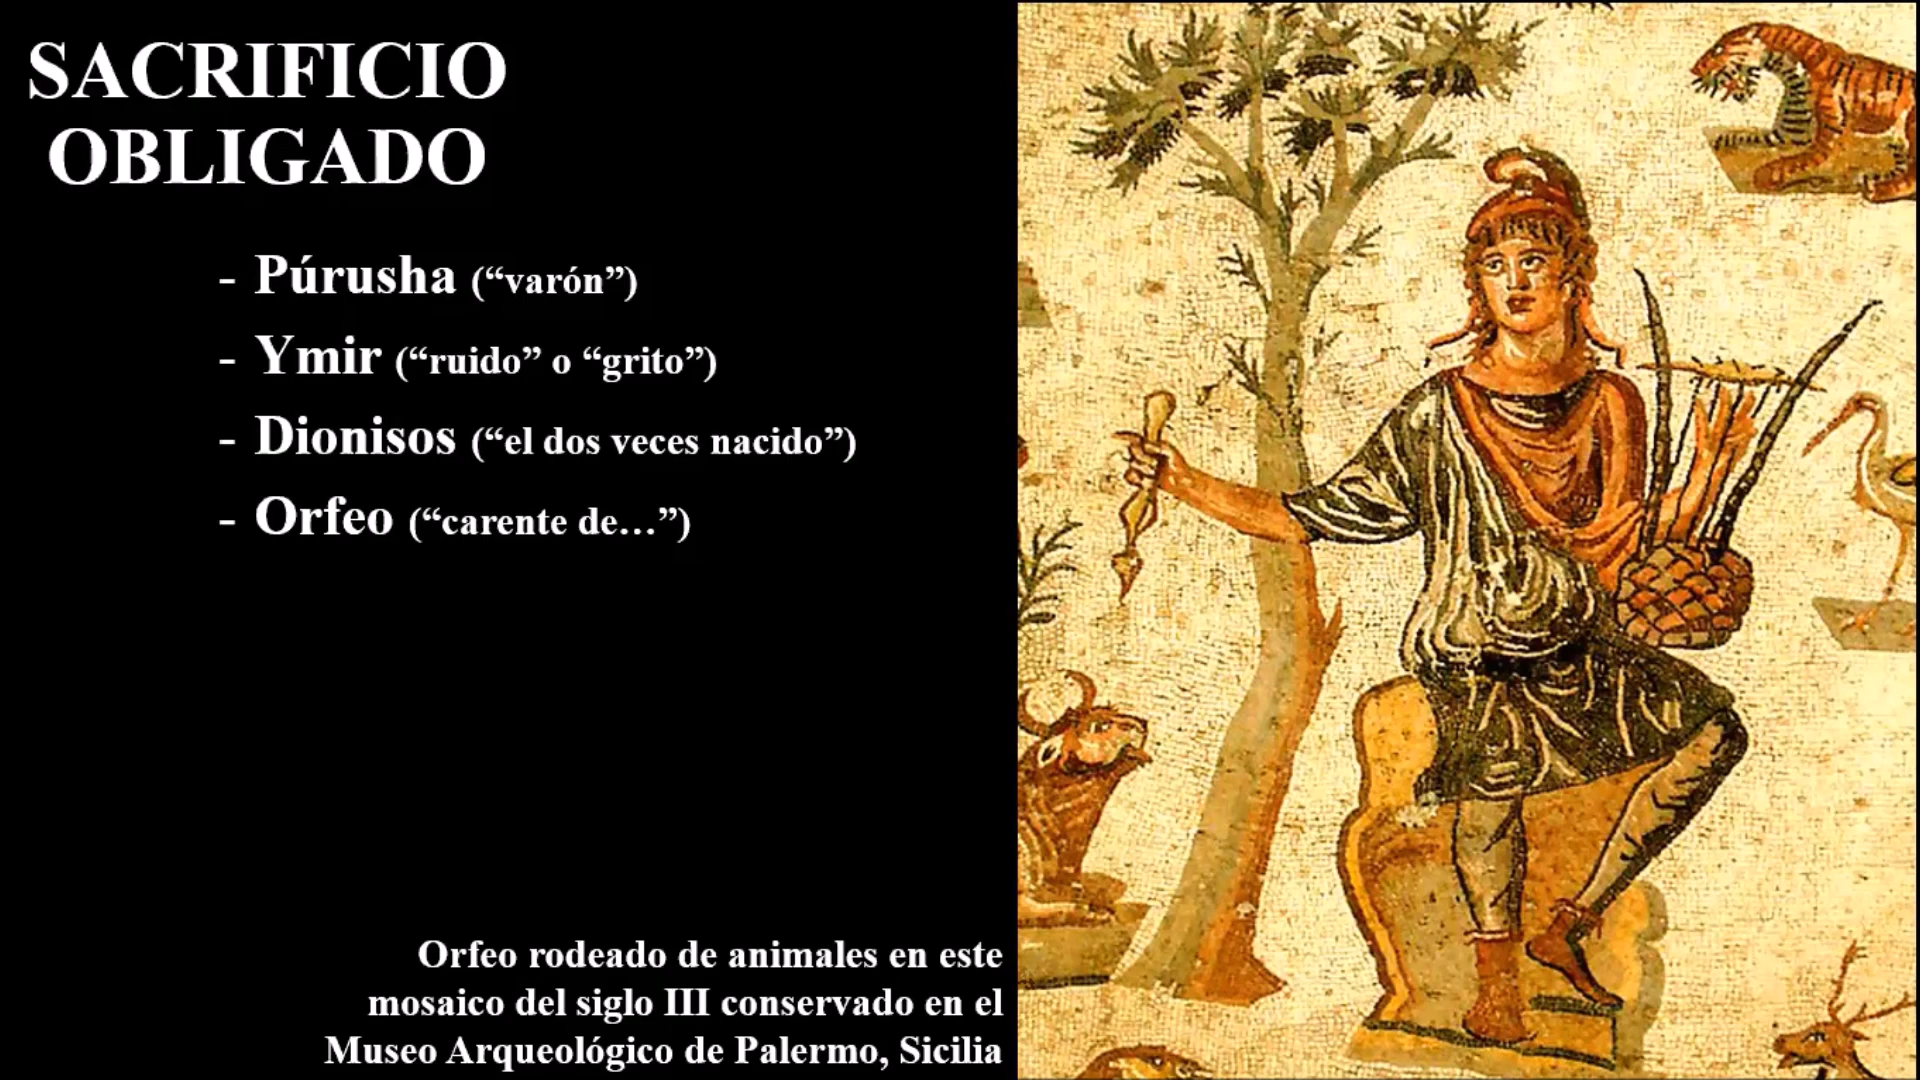 SACRIFICIO
OBLIGADO
- Púrusha (“varón”)
- Ymir (“ruido” o “grito”)
- Dionisos (“el dos veces nacido”)
- Orfeo (“carente de...”)
Orfeo rodeado de animales en este
mosaico del siglo III conservado en el
Museo Arqueológico de Palermo, Sicilia